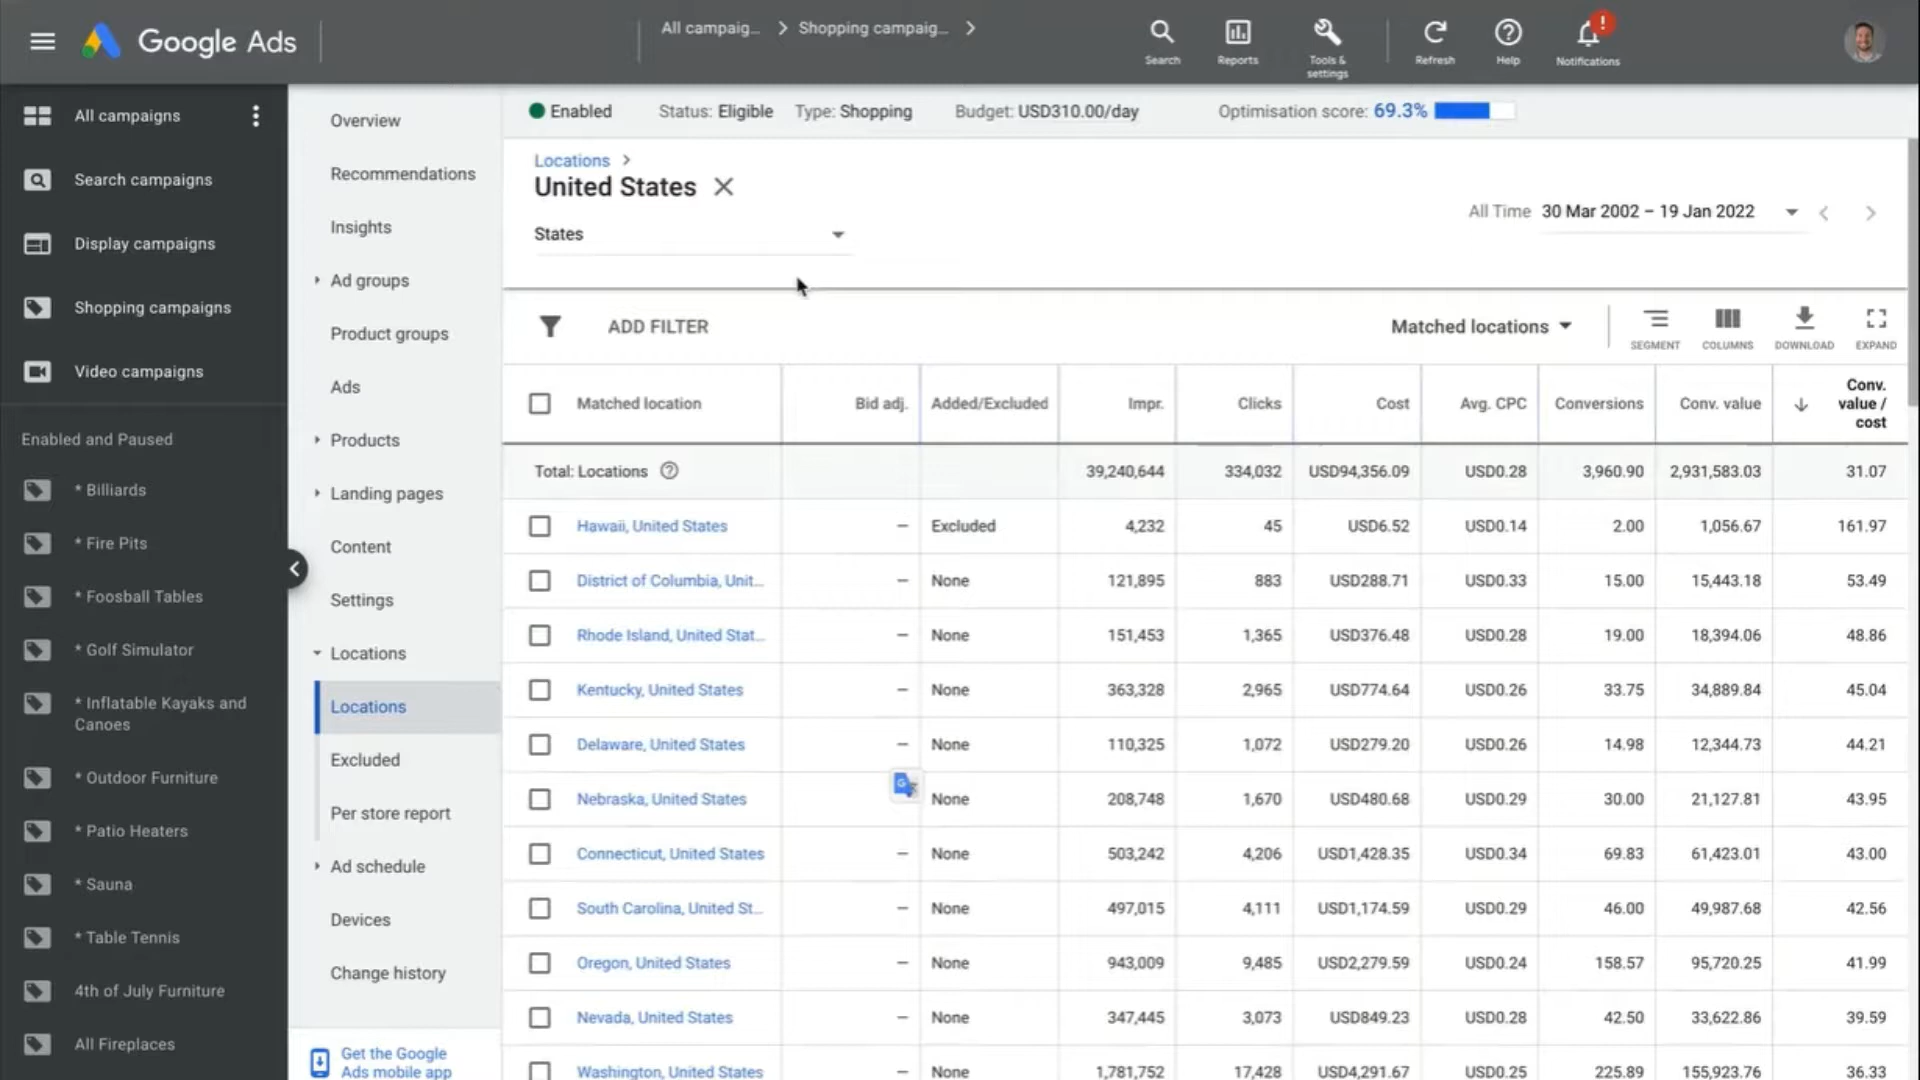 Google Ads
All campaig... > Shopping campaig... >
Search
Reports
Tools &
settings
Refresh
Help
!
Notifications
All campaigns
Search campaigns
Display campaigns
Shopping campaigns
Video campaigns
Enabled and Paused
* Billiards
* Fire Pits
* Foosball Tables
* Golf Simulator
* Inflatable Kayaks and
Canoes
* Outdoor Furniture
* Patio Heaters
* Sauna
* Table Tennis
4th of July Furniture
All Fireplaces
Overview
Recommendations
Insights
Ad groups
Product groups
Ads
Products
Landing pages
Content
Settings
Locations
Locations
Excluded
Per store report
Ad schedule
Devices
Change history
Get the Google
Ads mobile app
Enabled Status: Eligible Type: Shopping Budget: USD310.00/day Optimisation score: 69.3%
Locations >
United States
States
All Time 30 Mar 2002 – 19 Jan 2022
ADD FILTER
Matched locations
SEGMENT
COLUMNS
DOWNLOAD
EXPAND
Matched location Bid adj. Added/Excluded Impr. Clicks Cost Avg. CPC Conversions Conv. value Conv.
value /
cost
Total: Locations 39,240,644 334,032 USD94,356.09 USD0.28 3,960.90 2,931,583.03 31.07
Hawaii, United States – Excluded 4,232 45 USD6.52 USD0.14 2.00 1,056.67 161.97
District of Columbia, Unit... – None 121,895 883 USD288.71 USD0.33 15.00 15,443.18 53.49
Rhode Island, United Stat... – None 151,453 1,365 USD376.48 USD0.28 19.00 18,394.06 48.86
Kentucky, United States – None 363,328 2,965 USD774.64 USD0.26 33.75 34,889.84 45.04
Delaware, United States – None 110,325 1,072 USD279.20 USD0.26 14.98 12,344.73 44.21
Nebraska, United States None 208,748 1,670 USD480.68 USD0.29 30.00 21,127.81 43.95
Connecticut, United States – None 503,242 4,206 USD1,428.35 USD0.34 69.83 61,423.01 43.00
South Carolina, United St... – None 497,015 4,111 USD1,174.59 USD0.29 46.00 49,987.68 42.56
Oregon, United States – None 943,009 9,485 USD2,279.59 USD0.24 158.57 95,720.25 41.99
Nevada, United States – None 347,445 3,073 USD849.23 USD0.28 42.50 33,622.86 39.59
Washington, United States – None 1,781,752 17,428 USD4,291.67 USD0.25 225.89 155,923.76 36.33